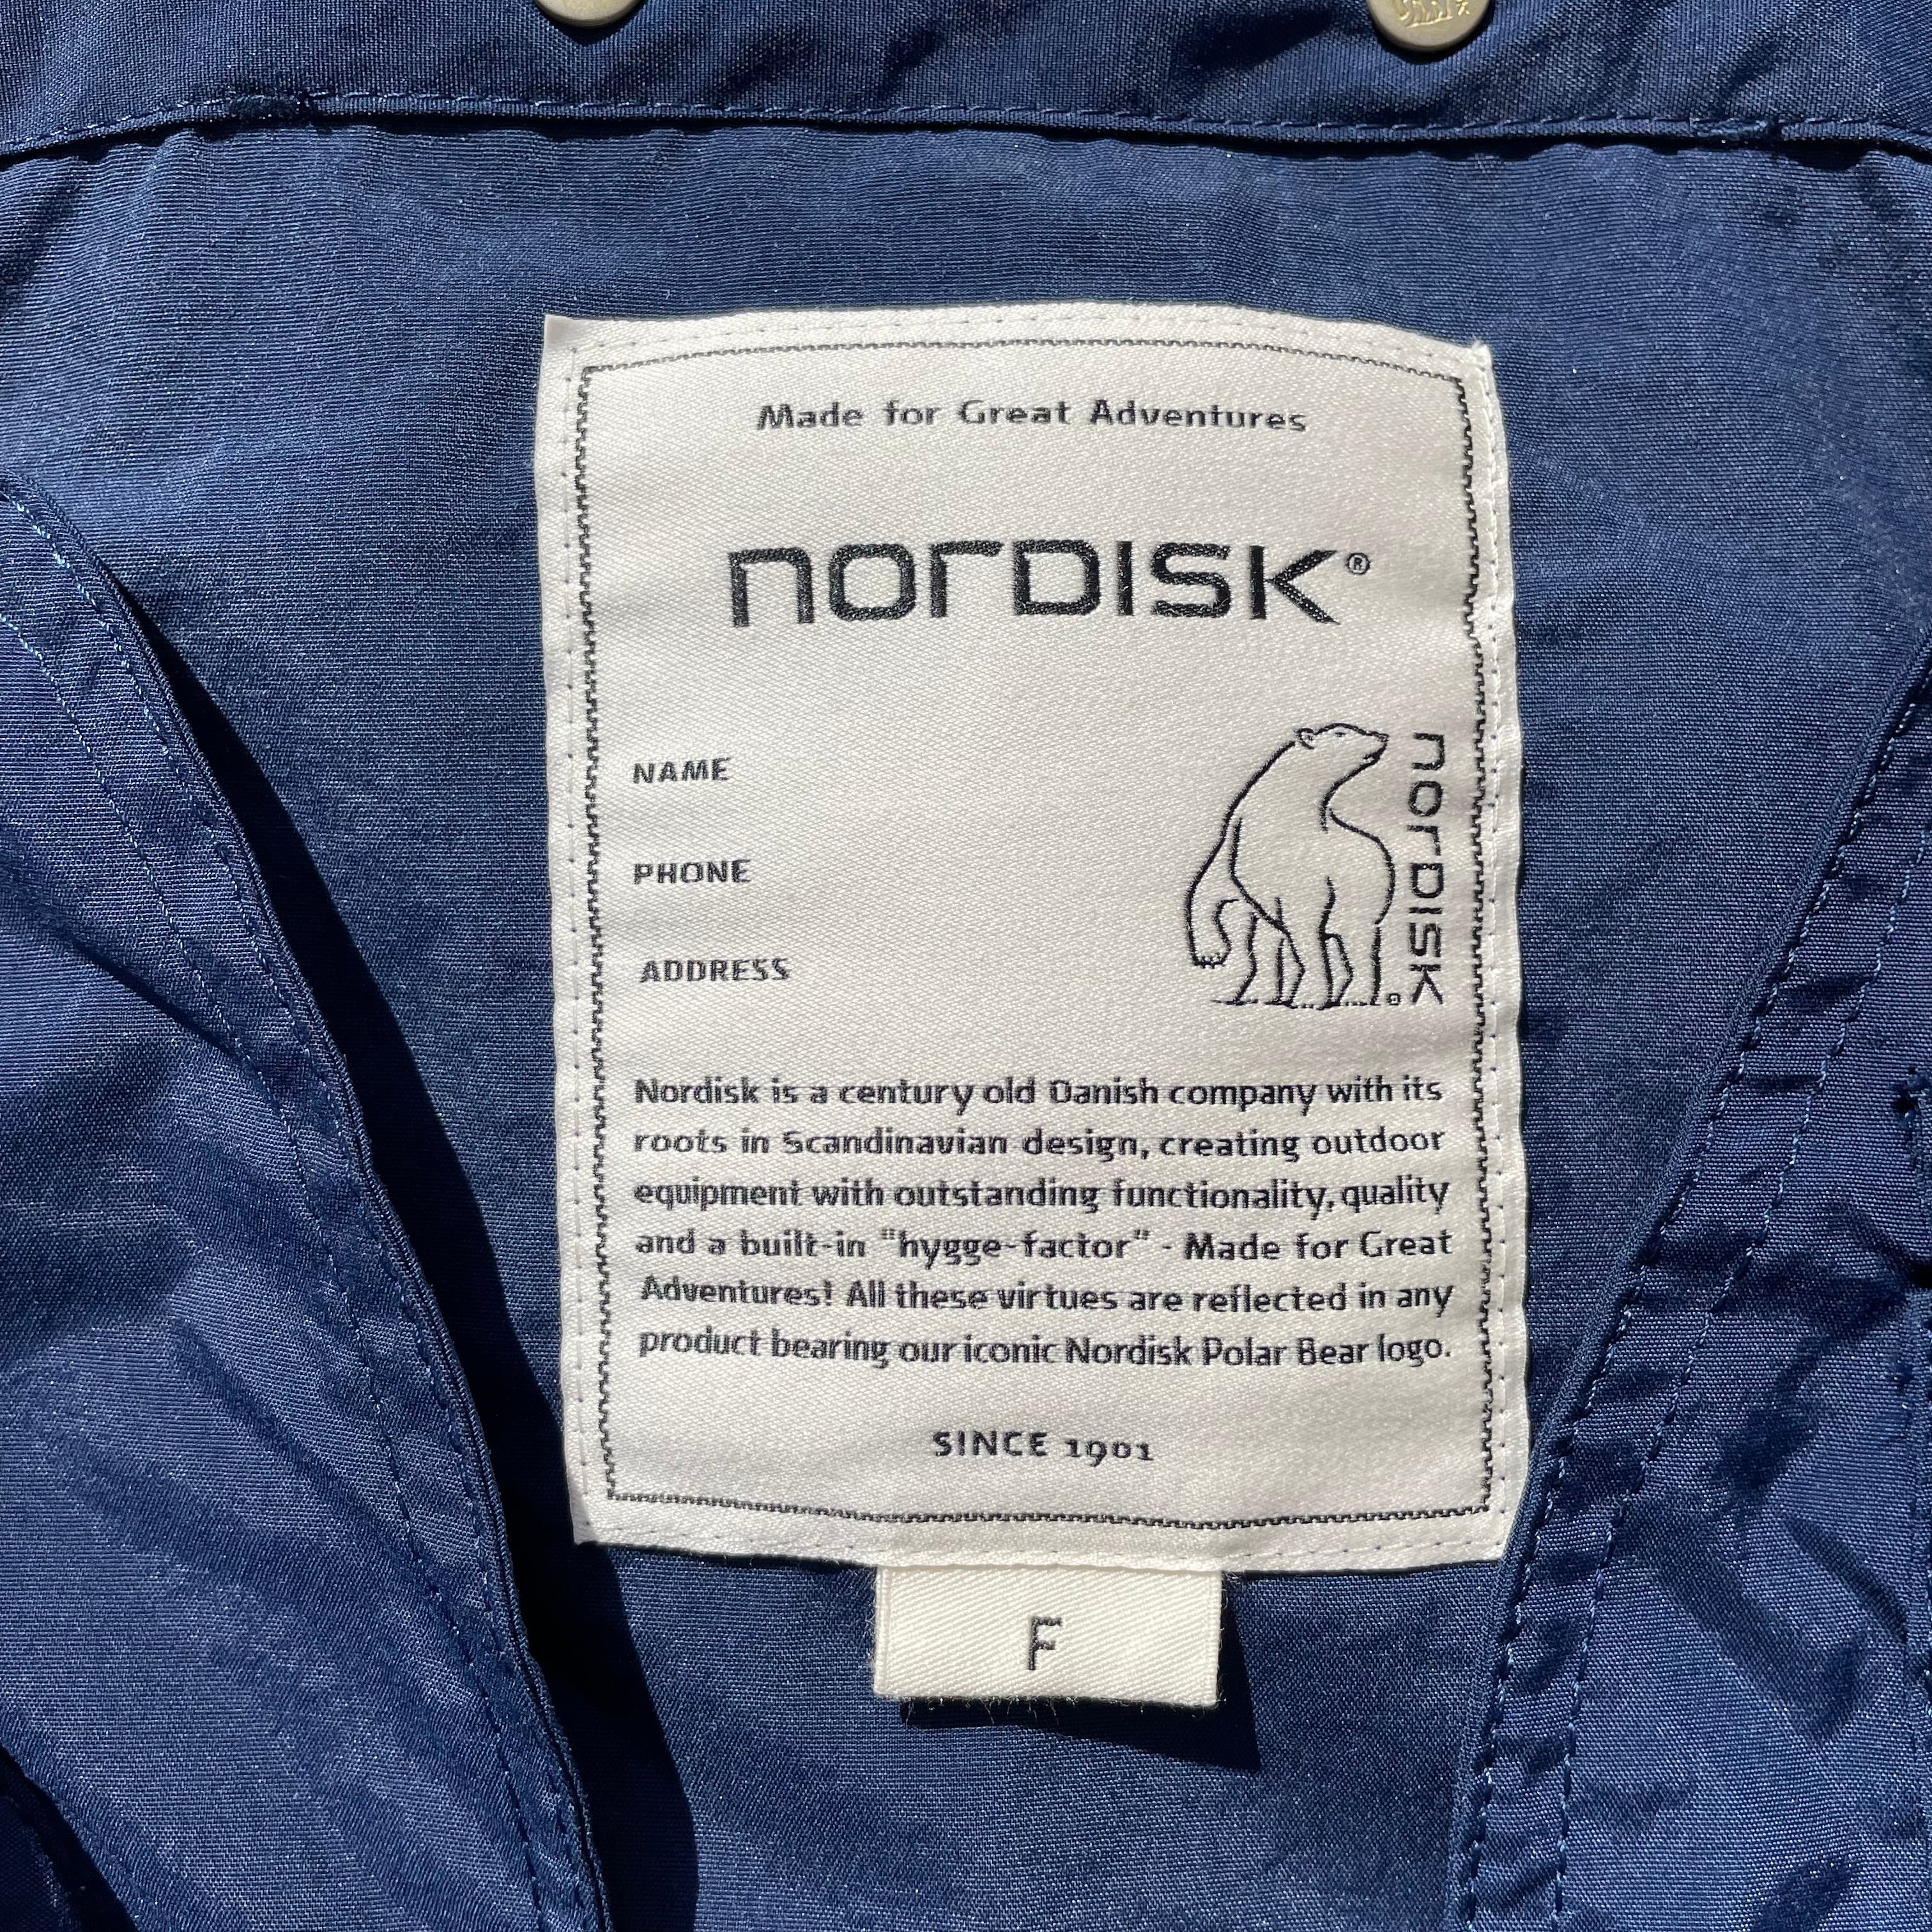 Made for Great Adventures
nordisk®
NAME
PHONE
ADDRESS
nordisk
Nordisk is a century old Danish company with its
roots in Scandinavian design, creating outdoor
equipment with outstanding functionality, quality
and a built-in "hygge-factor" - Made for Great
Adventures! All these virtues are reflected in any
product bearing our iconic Nordisk Polar Bear logo.
SINCE 1901
F